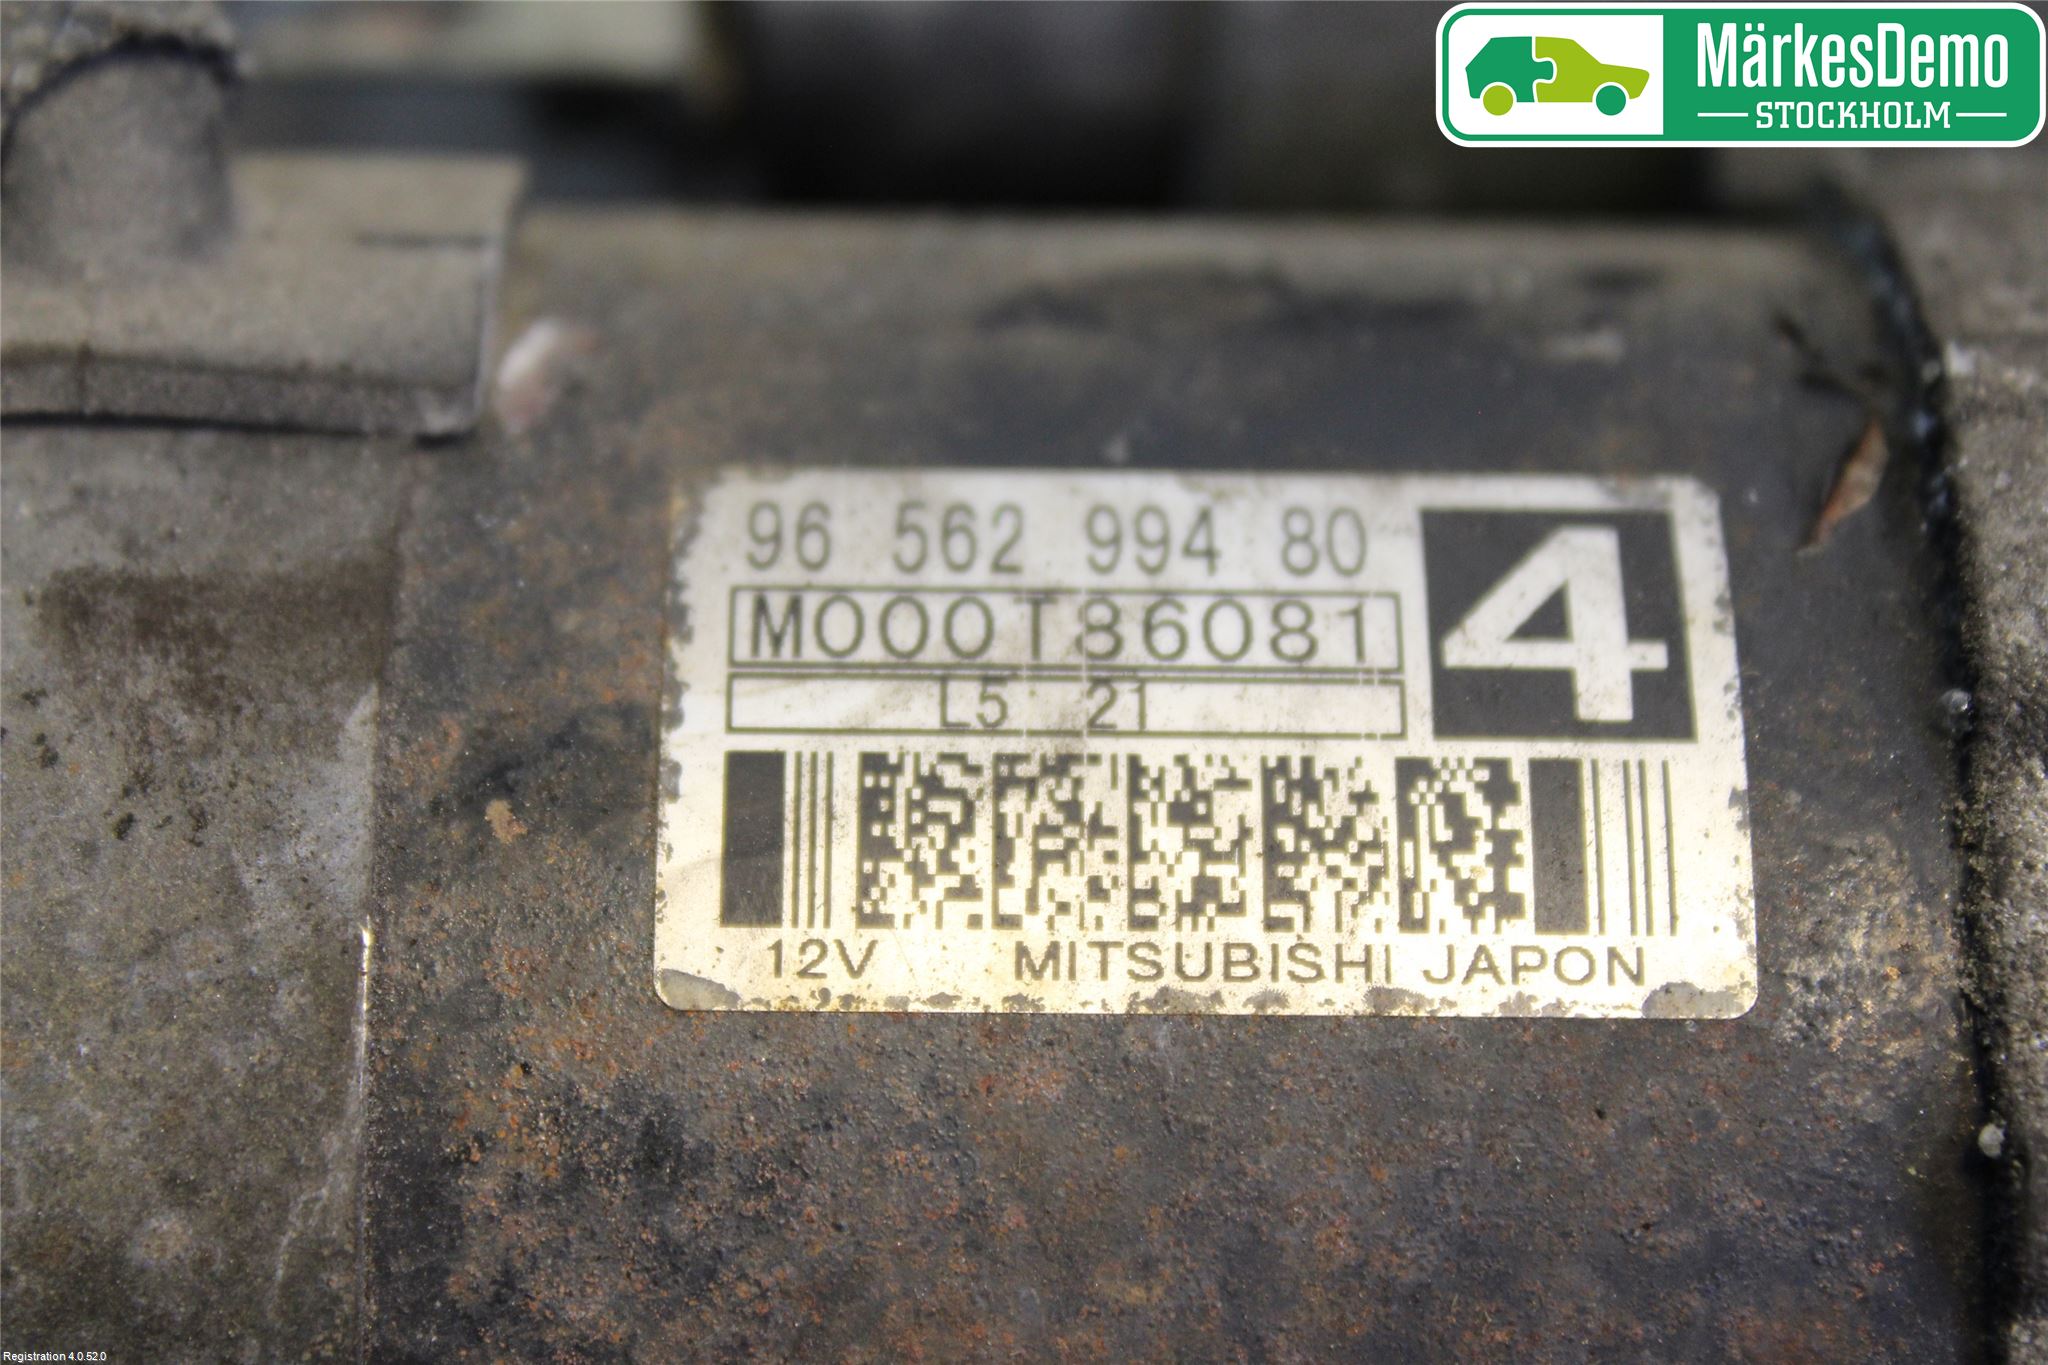 MärkesDemo
STOCKHOLM
96 562 994 80
4
M000T86081
L5 21
12V MITSUBISHI JAPON
Registration 4.0.52.0